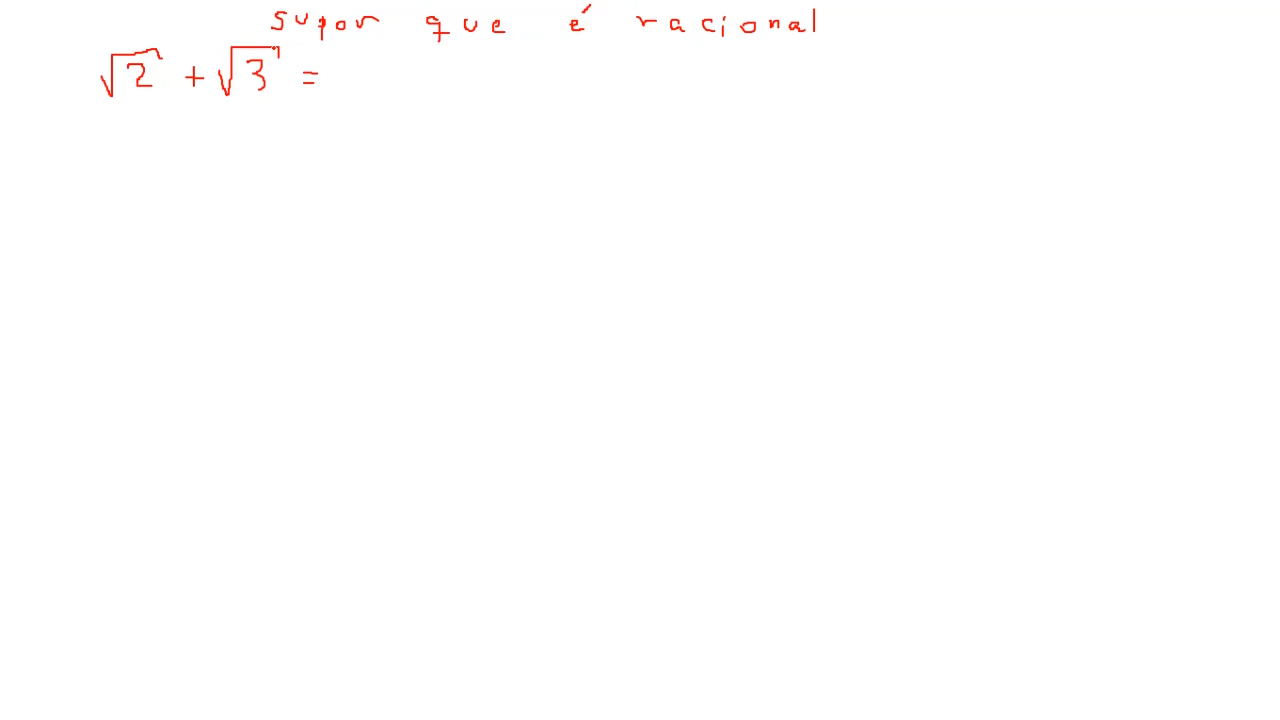 supor que é racional
√2 + √3 =